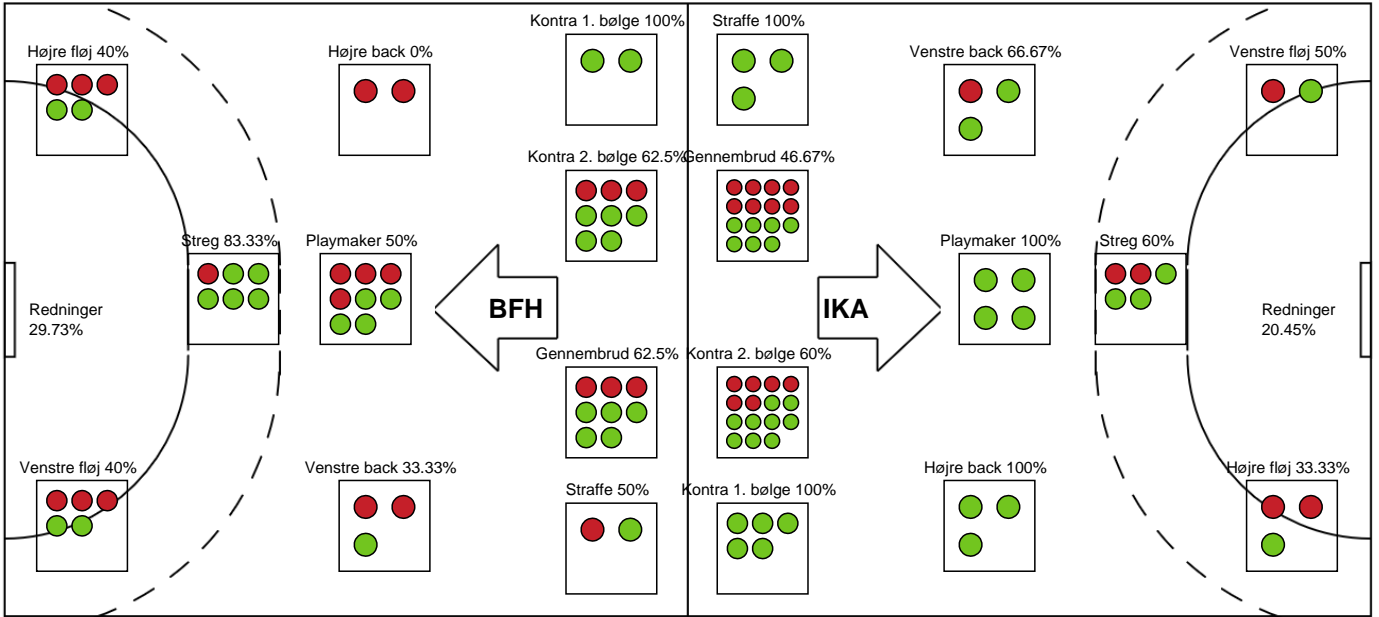 Kontra 1. bølge 100%
Straffe 100%
Højre fløj 40%
Højre back 0%
Venstre back 66.67%
Venstre fløj 50%
Kontra 2. bølge 62.5%
Gennembrud 46.67%
Streg 83.33%
Playmaker 50%
Playmaker 100%
Streg 60%
Redninger
29.73%
BFH
IKA
Redninger
20.45%
Gennembrud 62.5%
Kontra 2. bølge 60%
Venstre fløj 40%
Venstre back 33.33%
Straffe 50%
Kontra 1. bølge 100%
Højre back 100%
Højre fløj 33.33%